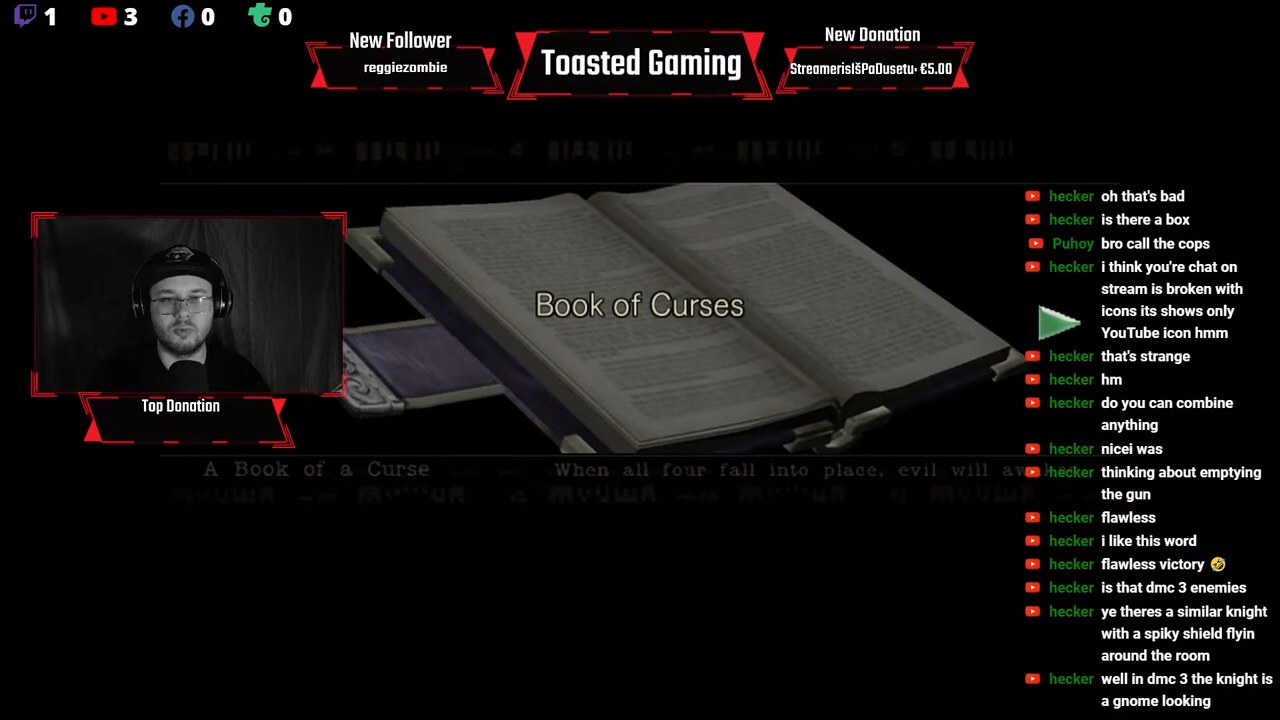 1
3
0
0
New Follower
reggiezombie
Toasted Gaming
New Donation
StreamerisIšPaDusetu· €5.00
Book of Curses
Top Donation
A Book of a Curse
When all four fall into place, evil will
hecker oh that's bad
hecker is there a box
Puhoy bro call the cops
hecker i think you're chat on
stream is broken with
icons its shows only
YouTube icon hmm
hecker that's strange
hecker hm
hecker do you can combine
anything
hecker nicei was
hecker thinking about emptying
the gun
hecker flawless
hecker i like this word
hecker flawless victory 🤣
hecker is that dmc 3 enemies
hecker ye theres a similar knight
with a spiky shield flyin
around the room
hecker well in dmc 3 the knight is
a gnome looking